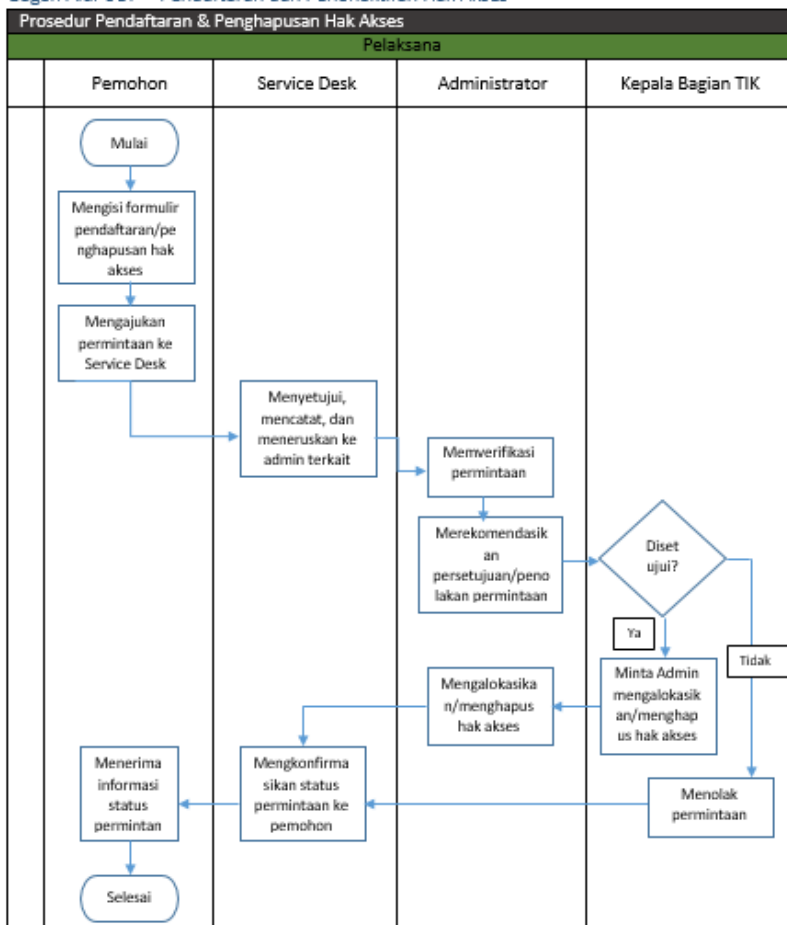 Prosedur Pendaftaran & Penghapusan Hak Akses
Pelaksana
Pemohon
Service Desk
Administrator
Kepala Bagian TIK
Mulai
Mengisi formulir
pendaftaran/pe
nghapusan hak
akses
Mengajukan
permintaan ke
Service Desk
Menyetujui,
mencatat, dan
meneruskan ke
admin terkait
Memverifikasi
permintaan
Merekomendasik
an
persetujuan/peno
lakan permintaan
Diset
ujui?
Ya
Tidak
Minta Admin
mengalokasik
an/menghap
us hak akses
Mengalokasika
n/menghapus
hak akses
Menolak
permintaan
Mengkonfirma
sikan status
permintaan ke
pemohon
Menerima
informasi
status
permintan
Selesai